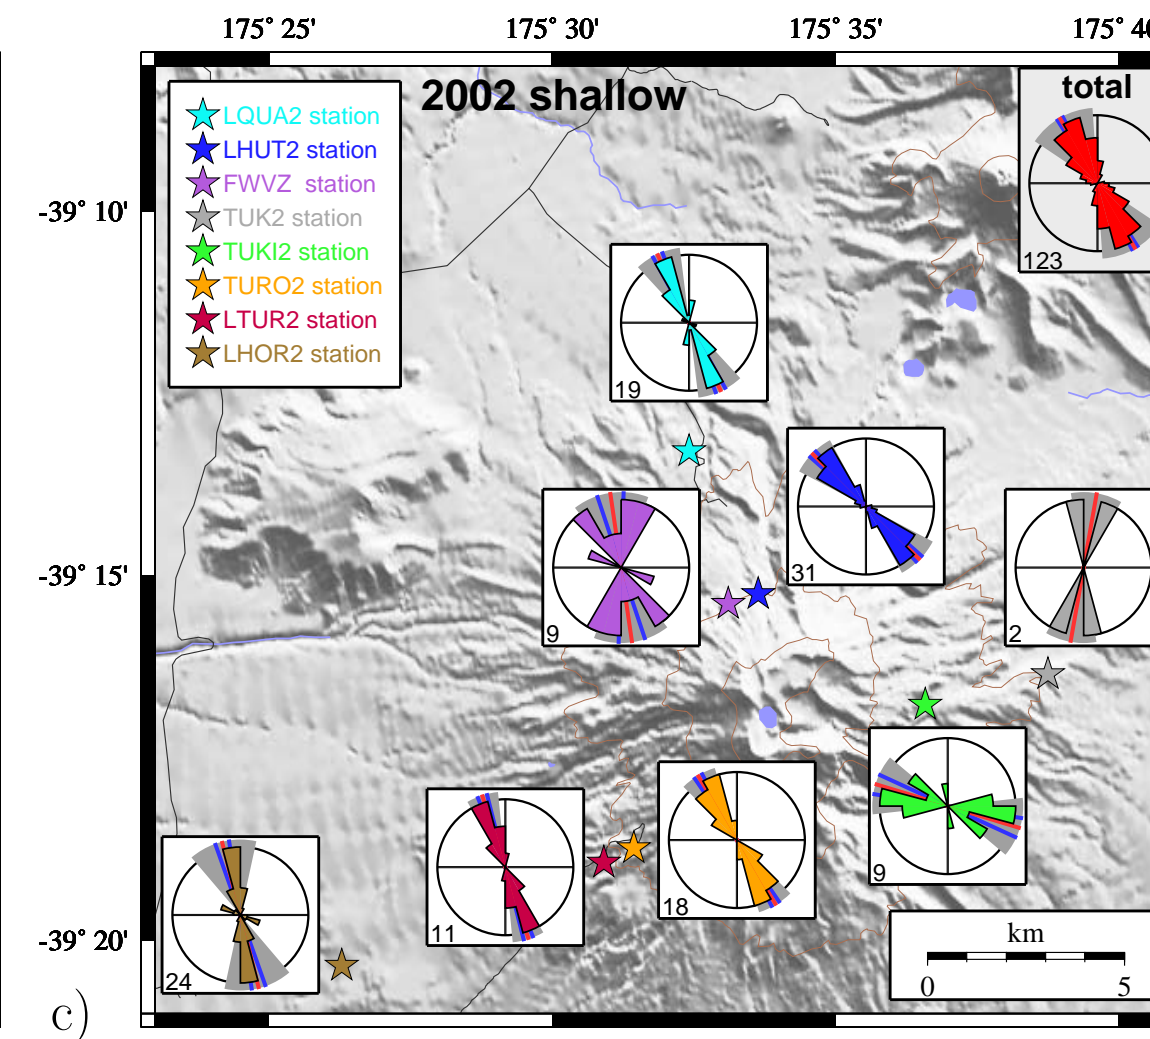 175° 25' 175° 30' 175° 35' 175° 40
2002 shallow
total
LQUA2 station
LHUT2 station
FWVZ station
TUK2 station
TUKI2 station
TURO2 station
LTUR2 station
LHOR2 station
-39° 10'
123
19
31
-39° 15'
9
2
9
18
11
-39° 20'
24
km
0 5
c)